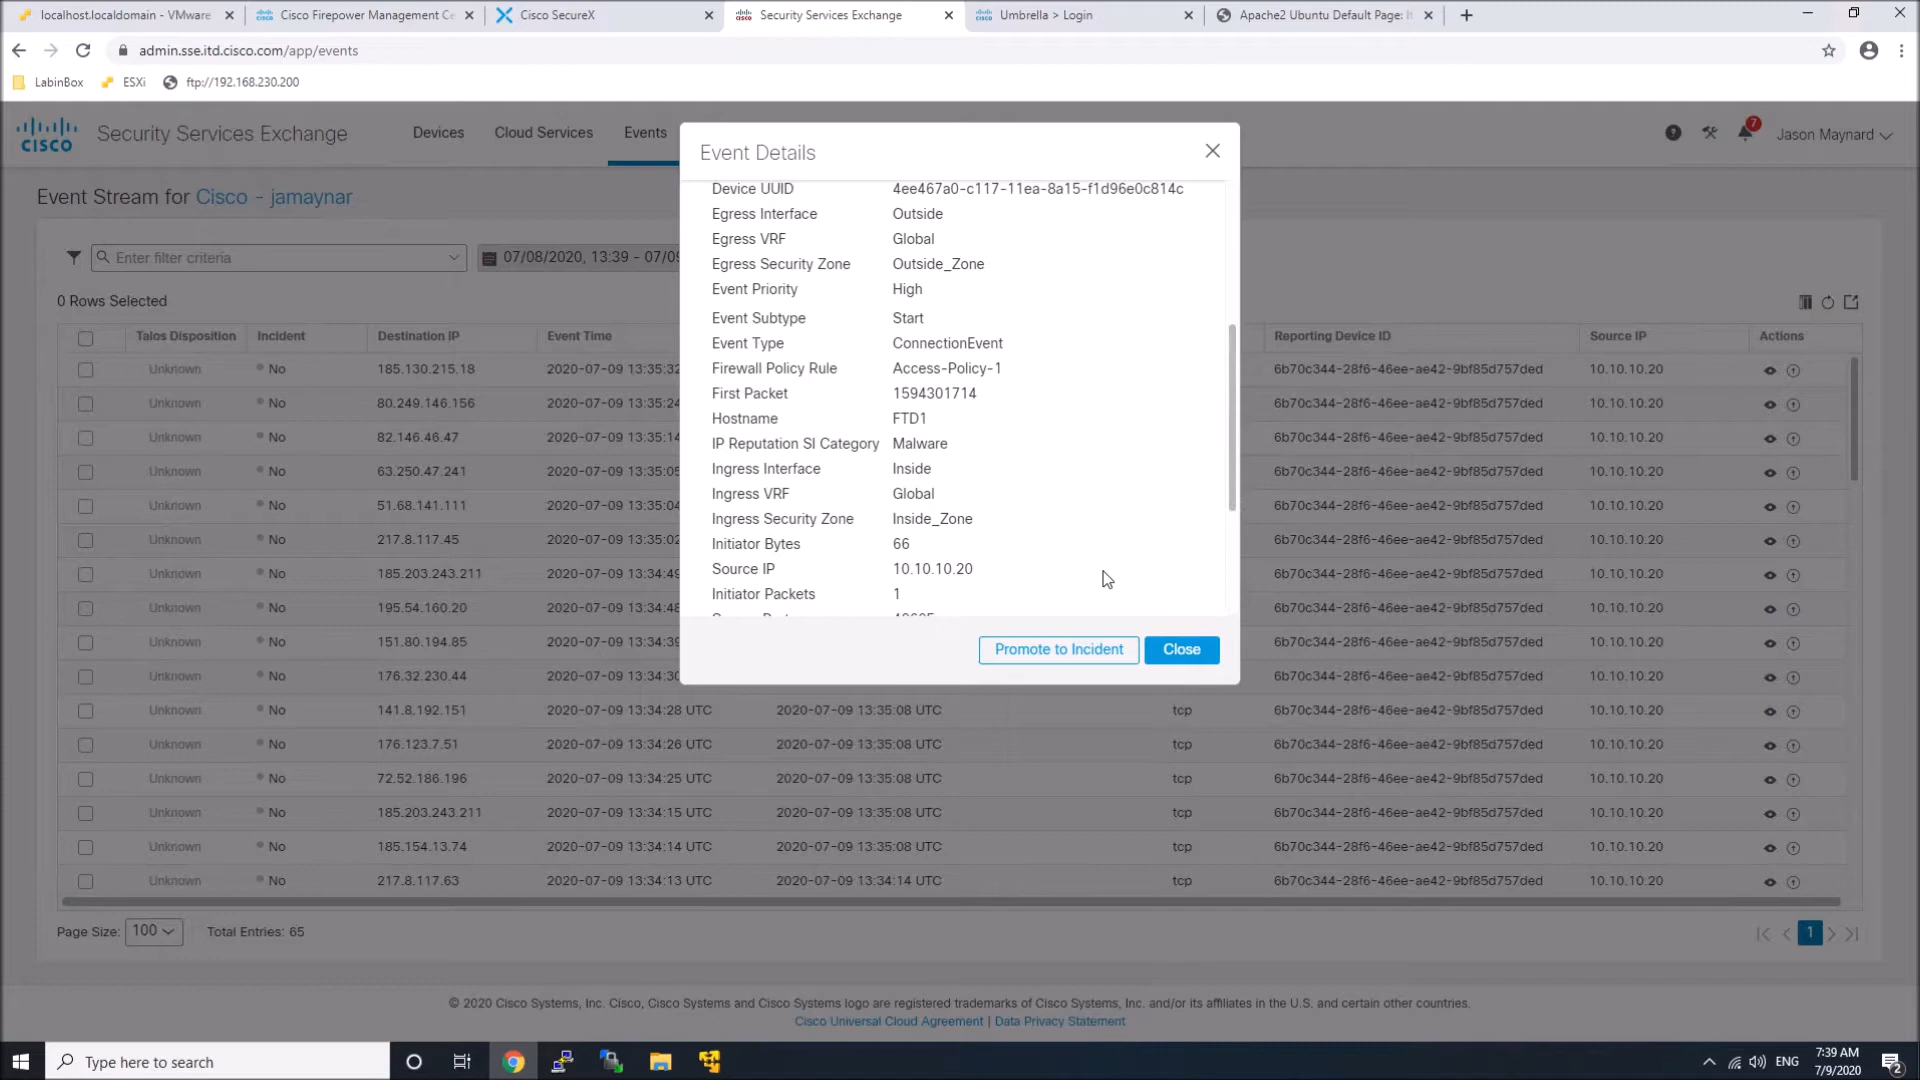 localhost.localdomain - VMware
Cisco Firepower Management Ce
Cisco SecureX
Security Services Exchange
Umbrella > Login
Apache2 Ubuntu Default Page: It
admin.sse.itd.cisco.com/app/events
LabinBox ESXi ftp://192.168.230.200
CISCO Security Services Exchange Devices Cloud Services Events 7 Jason Maynard
Event Stream for Cisco - jamaynar
Enter filter criteria 07/08/2020, 13:39 - 07/09
0 Rows Selected
Talos Disposition Incident Destination IP Event Time Reporting Device ID Source IP Actions
Unknown No 185.130.215.18 2020-07-09 13:35:32 6b70c344-28f6-46ee-ae42-9bf85d757ded 10.10.10.20
Unknown No 80.249.146.156 2020-07-09 13:35:24 6b70c344-28f6-46ee-ae42-9bf85d757ded 10.10.10.20
Unknown No 82.146.46.47 2020-07-09 13:35:14 6b70c344-28f6-46ee-ae42-9bf85d757ded 10.10.10.20
Unknown No 63.250.47.241 2020-07-09 13:35:05 6b70c344-28f6-46ee-ae42-9bf85d757ded 10.10.10.20
Unknown No 51.68.141.111 2020-07-09 13:35:04 6b70c344-28f6-46ee-ae42-9bf85d757ded 10.10.10.20
Unknown No 217.8.117.45 2020-07-09 13:35:02 6b70c344-28f6-46ee-ae42-9bf85d757ded 10.10.10.20
Unknown No 185.203.243.211 2020-07-09 13:34:49 6b70c344-28f6-46ee-ae42-9bf85d757ded 10.10.10.20
Unknown No 195.54.160.20 2020-07-09 13:34:48 6b70c344-28f6-46ee-ae42-9bf85d757ded 10.10.10.20
Unknown No 151.80.194.85 2020-07-09 13:34:39 6b70c344-28f6-46ee-ae42-9bf85d757ded 10.10.10.20
Unknown No 176.32.230.44 2020-07-09 13:34:30 6b70c344-28f6-46ee-ae42-9bf85d757ded 10.10.10.20
Unknown No 141.8.192.151 2020-07-09 13:34:28 UTC 2020-07-09 13:35:08 UTC tcp 6b70c344-28f6-46ee-ae42-9bf85d757ded 10.10.10.20
Unknown No 176.123.7.51 2020-07-09 13:34:26 UTC 2020-07-09 13:35:08 UTC tcp 6b70c344-28f6-46ee-ae42-9bf85d757ded 10.10.10.20
Unknown No 72.52.186.196 2020-07-09 13:34:25 UTC 2020-07-09 13:35:08 UTC tcp 6b70c344-28f6-46ee-ae42-9bf85d757ded 10.10.10.20
Unknown No 185.203.243.211 2020-07-09 13:34:15 UTC 2020-07-09 13:35:08 UTC tcp 6b70c344-28f6-46ee-ae42-9bf85d757ded 10.10.10.20
Unknown No 185.154.13.74 2020-07-09 13:34:14 UTC 2020-07-09 13:35:08 UTC tcp 6b70c344-28f6-46ee-ae42-9bf85d757ded 10.10.10.20
Unknown No 217.8.117.63 2020-07-09 13:34:13 UTC 2020-07-09 13:34:14 UTC tcp 6b70c344-28f6-46ee-ae42-9bf85d757ded 10.10.10.20
Event Details
Device UUID 4ee467a0-c117-11ea-8a15-f1d96e0c814c
Egress Interface Outside
Egress VRF Global
Egress Security Zone Outside_Zone
Event Priority High
Event Subtype Start
Event Type ConnectionEvent
Firewall Policy Rule Access-Policy-1
First Packet 1594301714
Hostname FTD1
IP Reputation SI Category Malware
Ingress Interface Inside
Ingress VRF Global
Ingress Security Zone Inside_Zone
Initiator Bytes 66
Source IP 10.10.10.20
Initiator Packets 1
Promote to Incident Close
Page Size: 100 Total Entries: 65 1
© 2020 Cisco Systems, Inc. Cisco, Cisco Systems and Cisco Systems logo are registered trademarks of Cisco Systems, Inc. and/or its affiliates in the U.S. and certain other countries.
Cisco Universal Cloud Agreement | Data Privacy Statement
Type here to search ENG 7:39 AM
7/9/2020 2